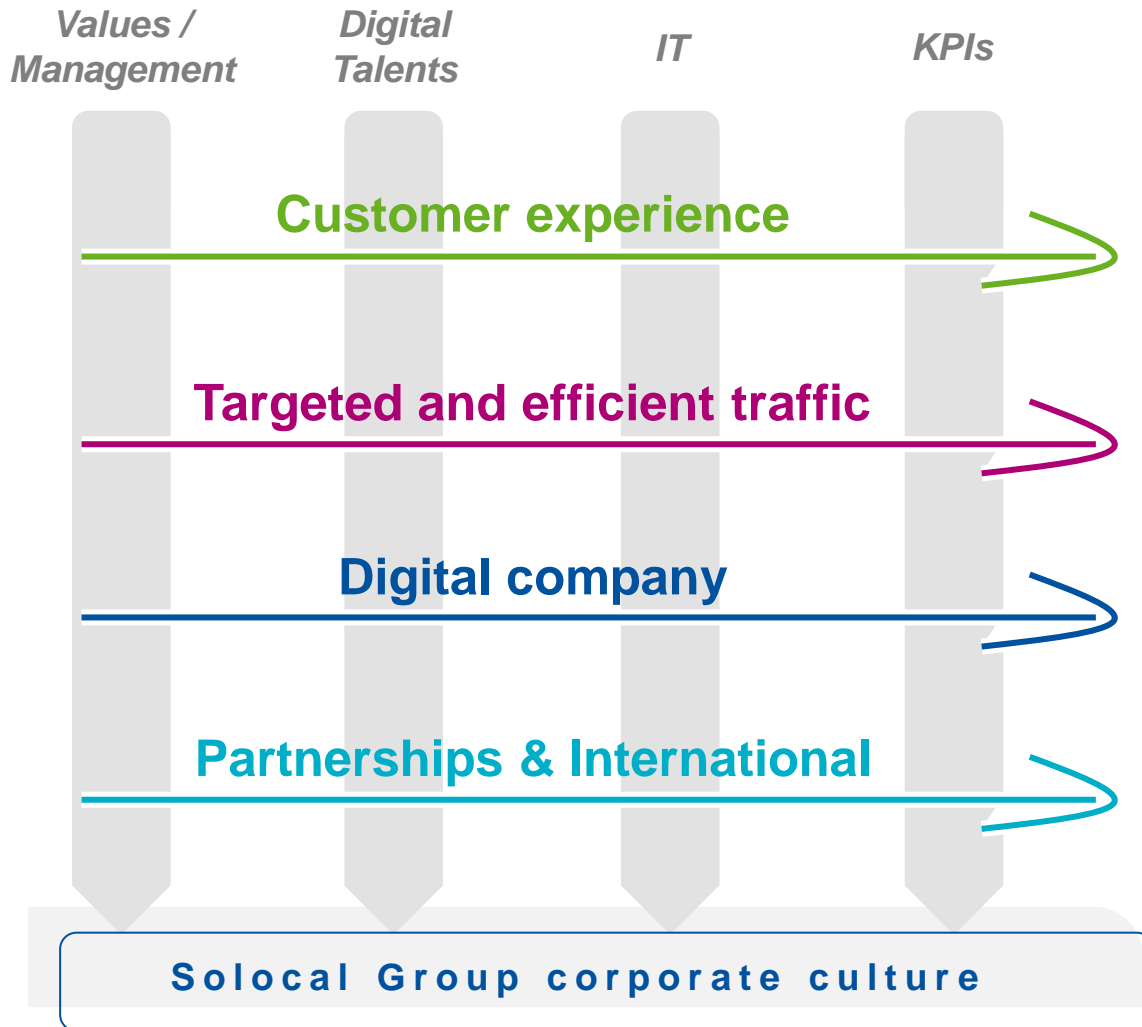 Values /
Management
Digital
Talents
IT
KPIs
Customer experience
Targeted and efficient traffic
Digital company
Partnerships & International
Solocal Group corporate culture